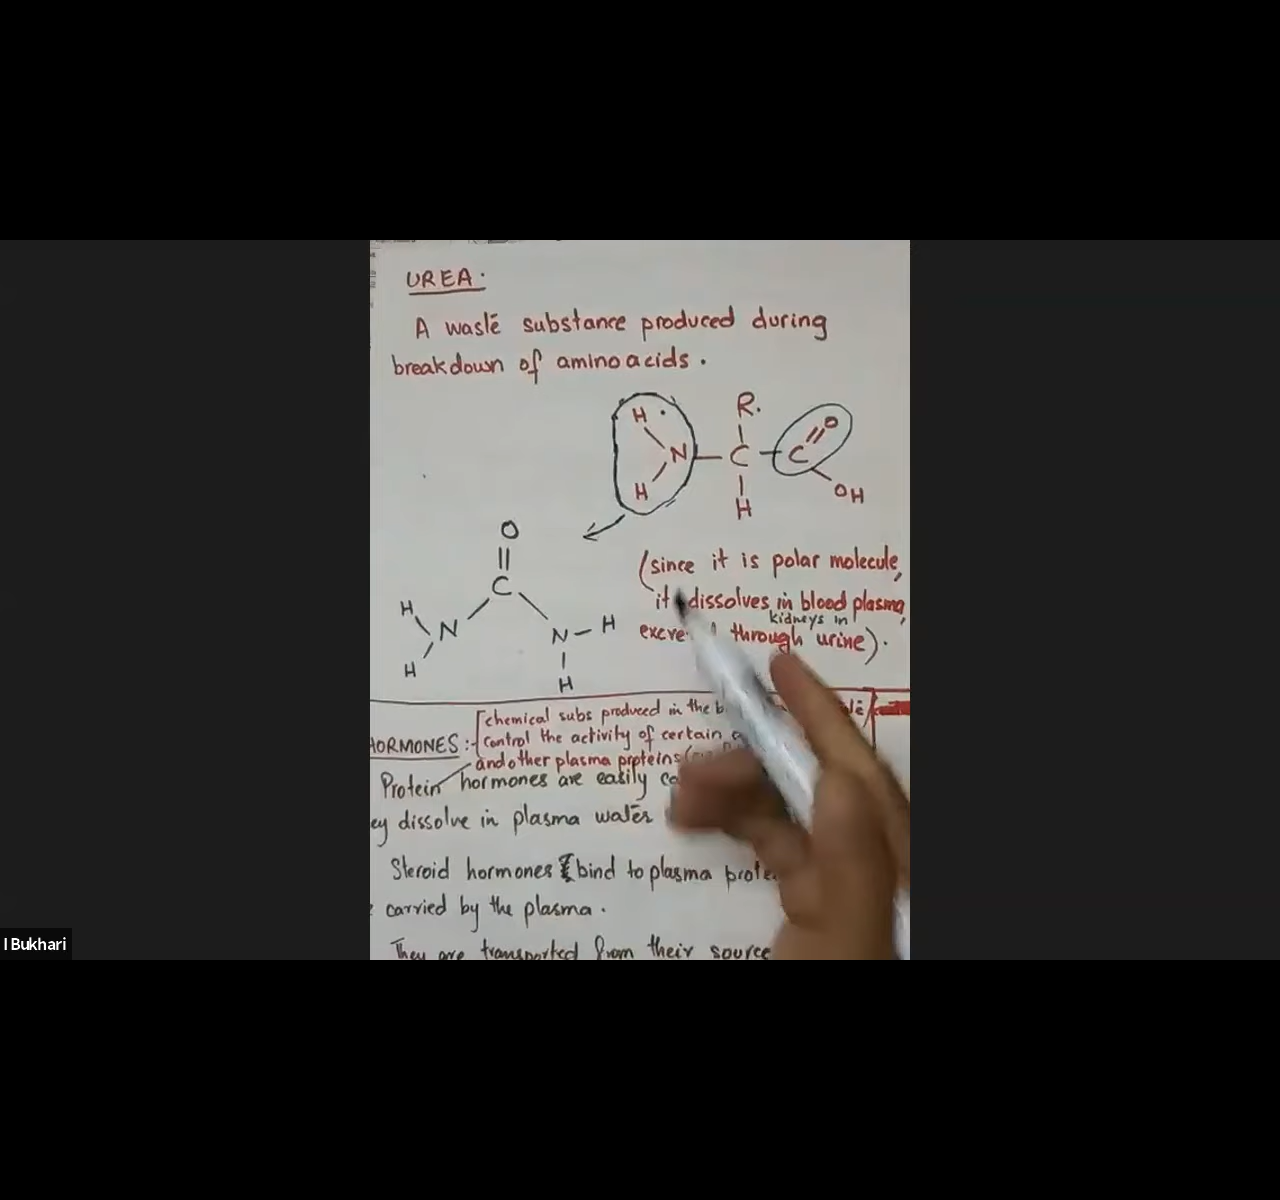 UREA.
A waste substance produced during
breakdown of amino acids.
H
R.
O
N
C
C
H
OH
H
O
C
(since it is polar molecule,
it dissolves in blood plasma,
H
N
N
H
kidneys in
through urine).
H
H
chemical subs produced in the
control the activity of certain
HORMONES:
and other plasma proteins
Protein hormones are easily
dissolve in plasma water
Steroid hormones bind to plasma
carried by the plasma.
They are transported from their source
I Bukhari